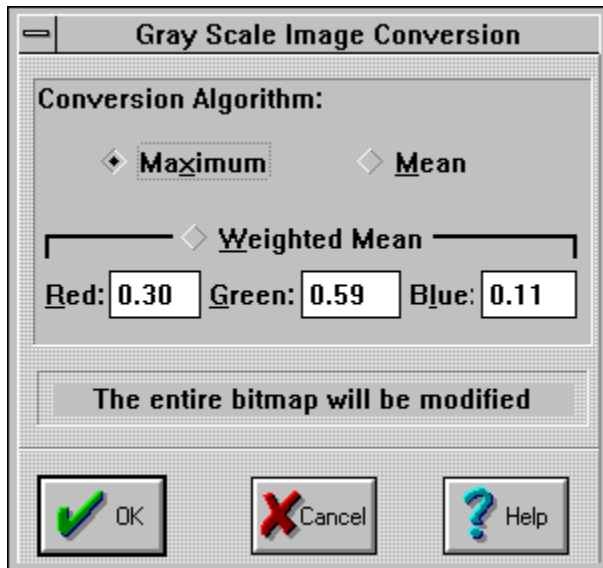 Gray Scale Image Conversion
Conversion Algorithm:
Maximum Mean
Weighted Mean
Red: 0.30 Green: 0.59 Blue: 0.11
The entire bitmap will be modified
OK Cancel Help